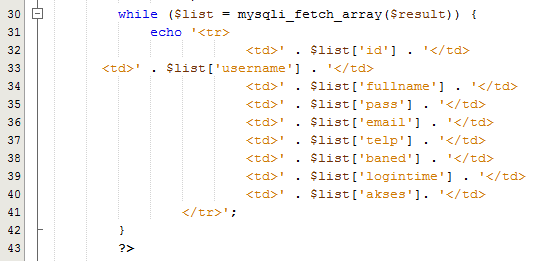 30 while ($list = mysqli_fetch_array($result)) {
31 echo '<tr>
32 <td>' . $list['id'] . '</td>
33 <td>' . $list['username'] . '</td>
34 <td>' . $list['fullname'] . '</td>
35 <td>' . $list['pass'] . '</td>
36 <td>' . $list['email'] . '</td>
37 <td>' . $list['telp'] . '</td>
38 <td>' . $list['baned'] . '</td>
39 <td>' . $list['logintime'] . '</td>
40 <td>' . $list['akses']. '</td>
41 </tr>';
42 }
43 ?>